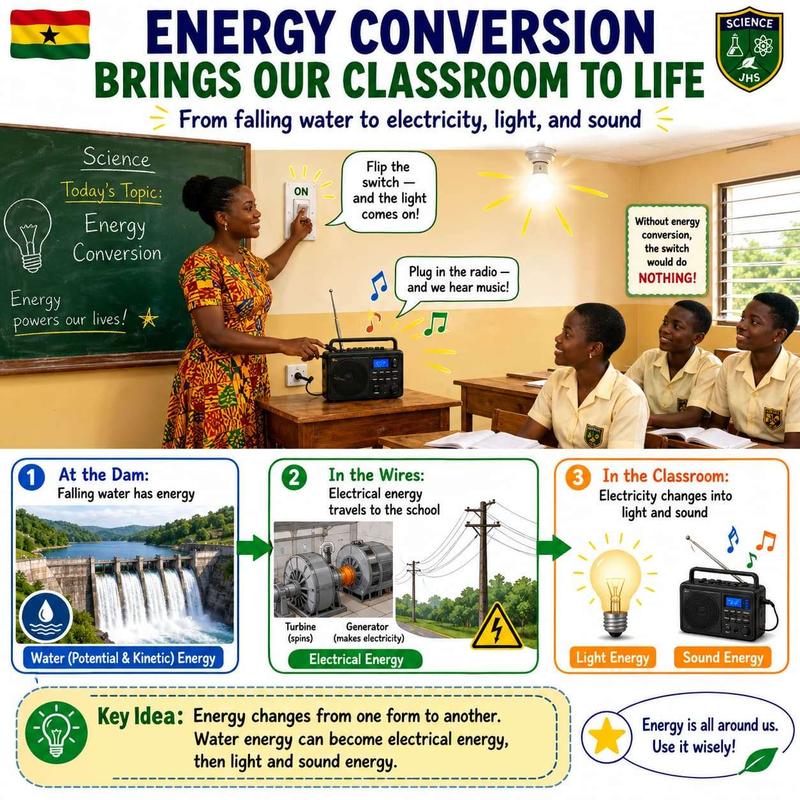 ENERGY CONVERSION
BRINGS OUR CLASSROOM TO LIFE
From falling water to electricity, light, and sound
SCIENCE
JHS
Science
Today's Topic:
Energy
Conversion
Energy
powers our lives!
ON
Flip the
switch —
and the light
comes on!
Plug in the radio —
and we hear music!
Without energy
conversion,
the switch
would do
NOTHING!
1 At the Dam:
Falling water has energy
Water (Potential & Kinetic) Energy
2 In the Wires:
Electrical energy
travels to the school
Turbine
(spins)
Generator
(makes electricity)
Electrical Energy
3 In the Classroom:
Electricity changes into
light and sound
Light Energy
Sound Energy
Key Idea: Energy changes from one form to another.
Water energy can become electrical energy,
then light and sound energy.
Energy is all around us.
Use it wisely!